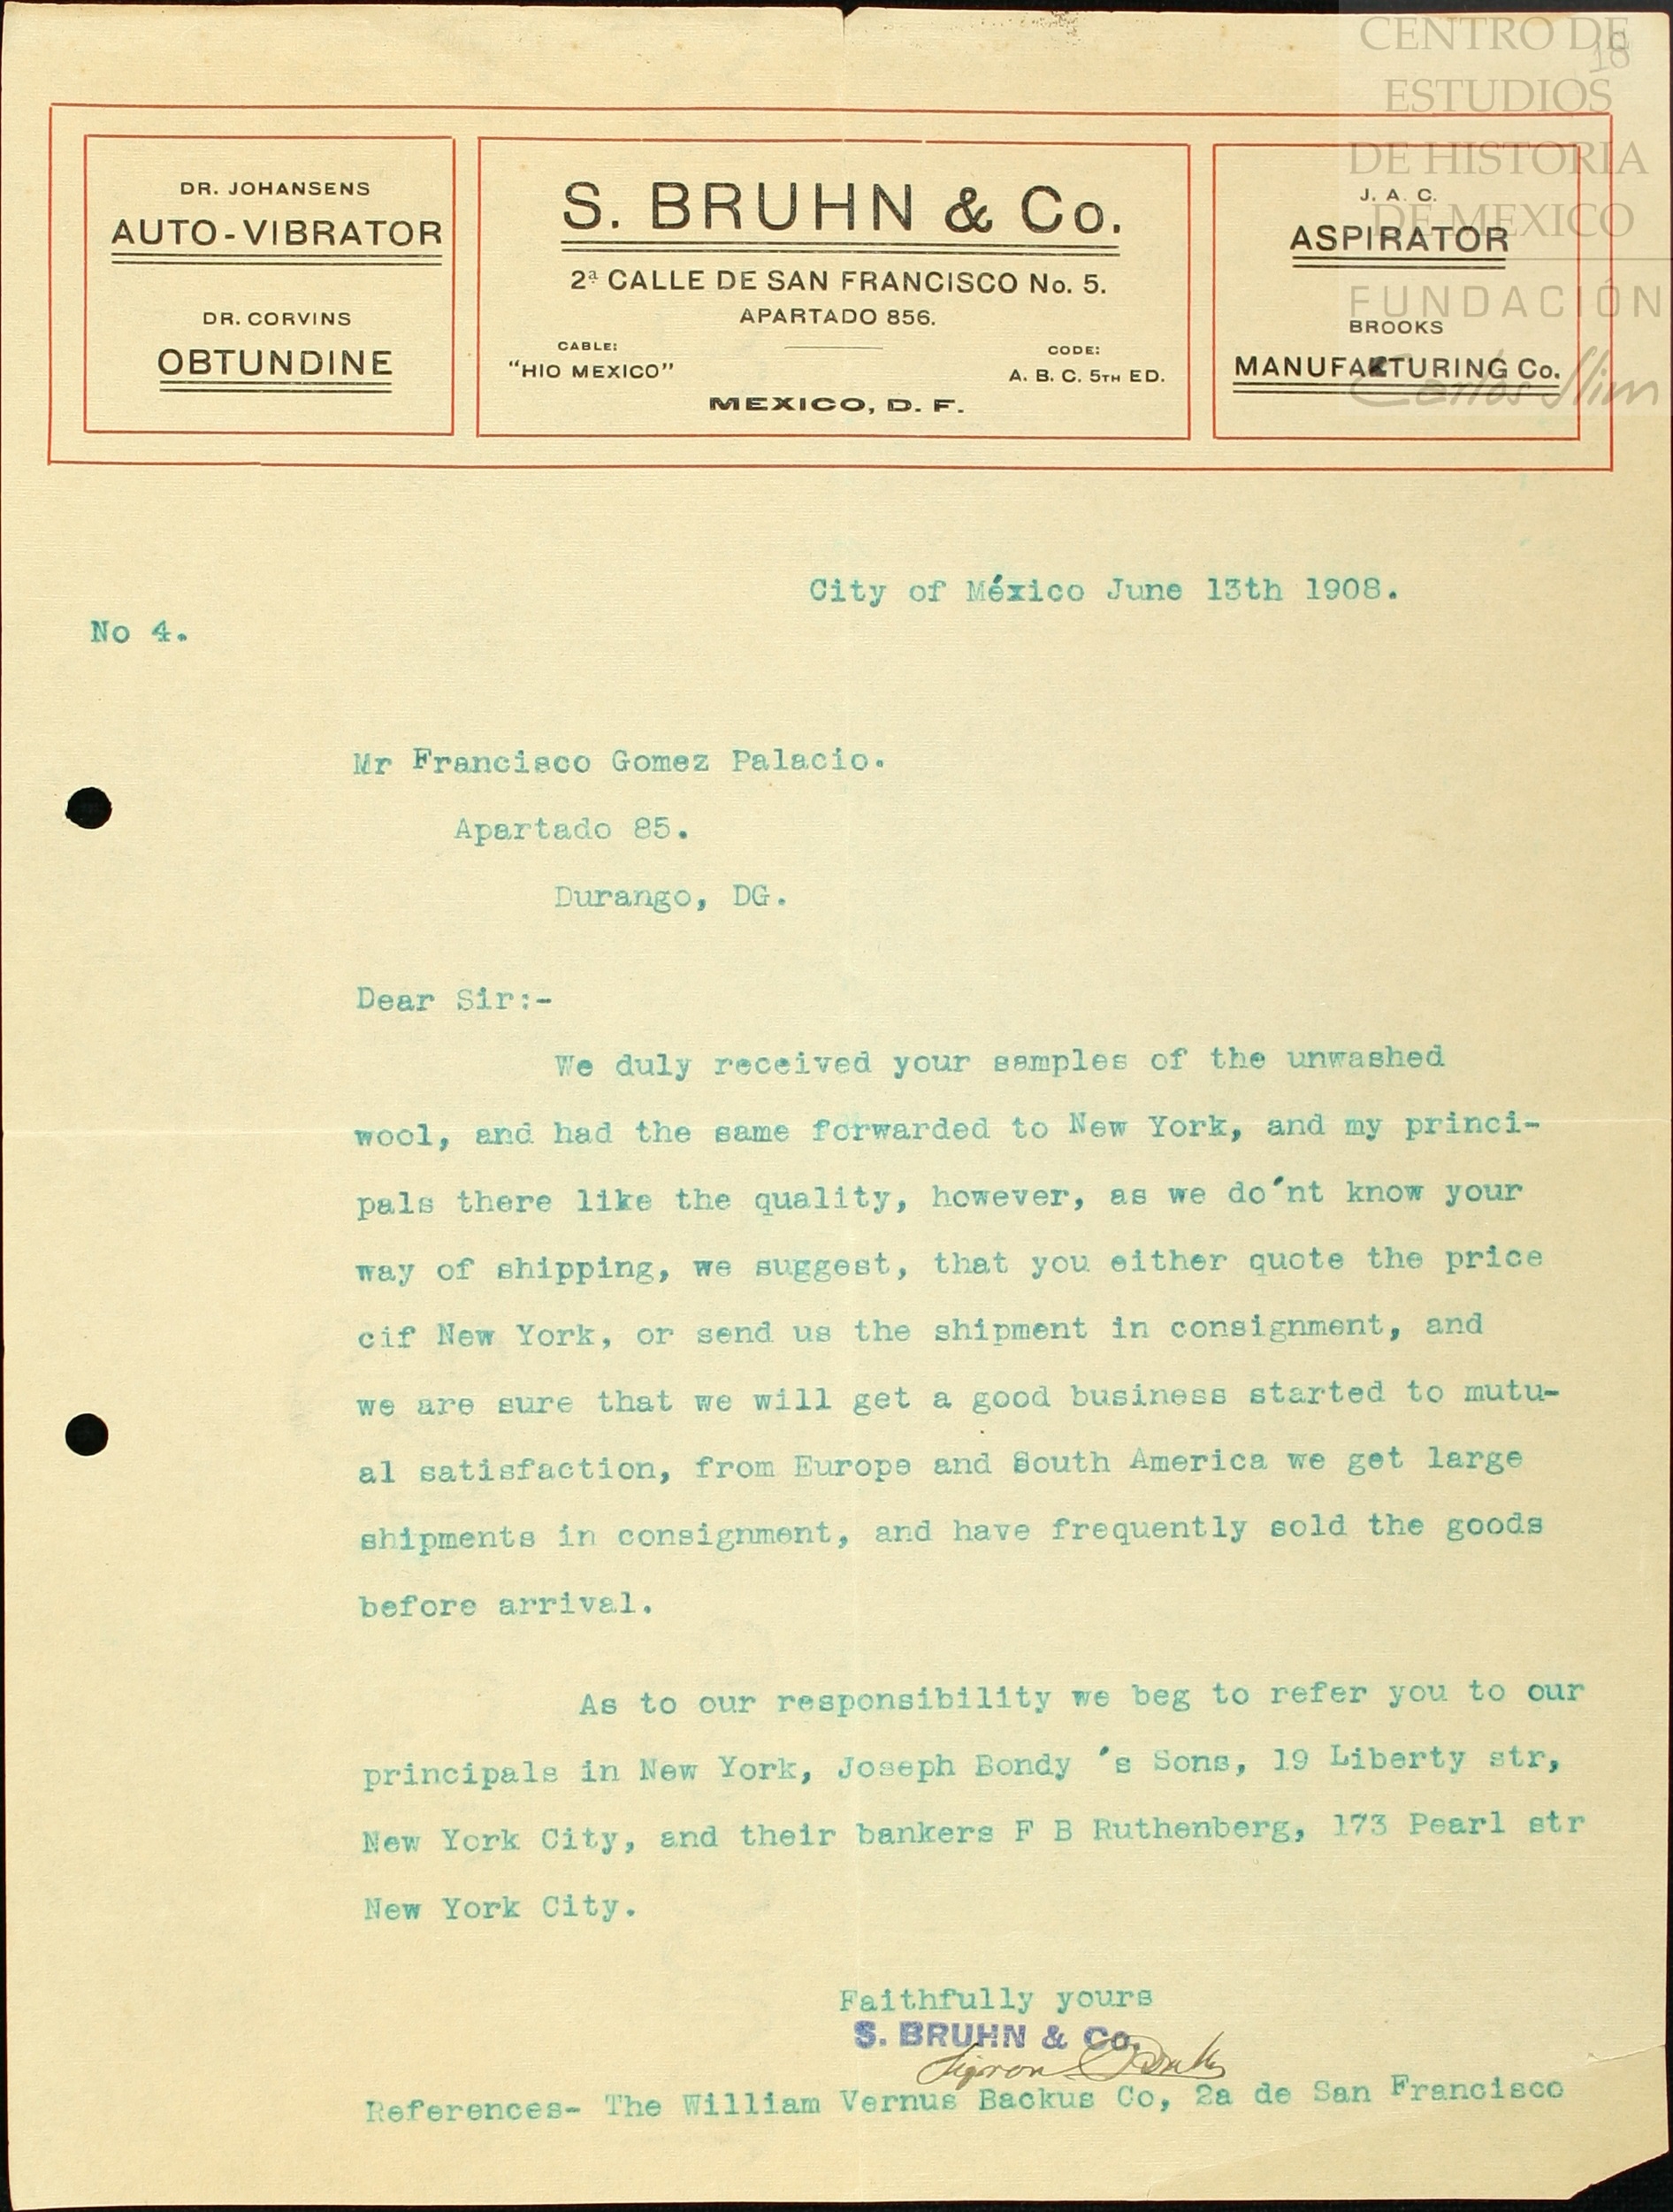 CENTRO DE
ESTUDIOS
DE HISTORIA
DE MEXICO
FUNDACIÓN
Carlos Slim
18
DR. JOHANSENS
AUTO-VIBRATOR
DR. CORVINS
OBTUNDINE
S. BRUHN & Co.
2ª CALLE DE SAN FRANCISCO No. 5.
APARTADO 856.
CABLE:
"HIO MEXICO"
CODE:
A. B. C. 5TH ED.
MEXICO, D. F.
J. A. C.
ASPIRATOR
BROOKS
MANUFAKTURING Co.
City of México June 13th 1908.
No 4.
Mr Francisco Gomez Palacio.
Apartado 85.
Durango, DG.
Dear Sir:-
We duly received your samples of the unwashed
wool, and had the same forwarded to New York, and my princi-
pals there like the quality, however, as we do´nt know your
way of shipping, we suggest, that you either quote the price
cif New York, or send us the shipment in consignment, and
we are sure that we will get a good business started to mutu-
al satisfaction, from Europe and South America we get large
shipments in consignment, and have frequently sold the goods
before arrival.
As to our responsibility we beg to refer you to our
principals in New York, Joseph Bondy ´s Sons, 19 Liberty str,
New York City, and their bankers F B Ruthenberg, 173 Pearl str
New York City.
Faithfully yours
S. BRUHN & Co.
References- The William Vernus Backus Co, 2a de San Francisco